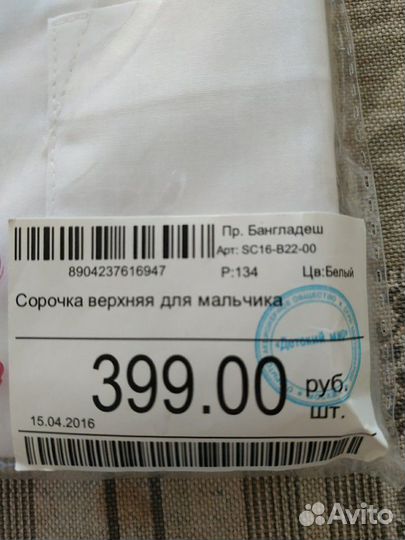 Пр. Бангладеш
Арт: SC16-B22-00
8904237616947
Р:134
Цв:Белый
Сорочка верхняя для мальчика
399.00 руб.
шт.
15.04.2016
«Детский мир»
Avito